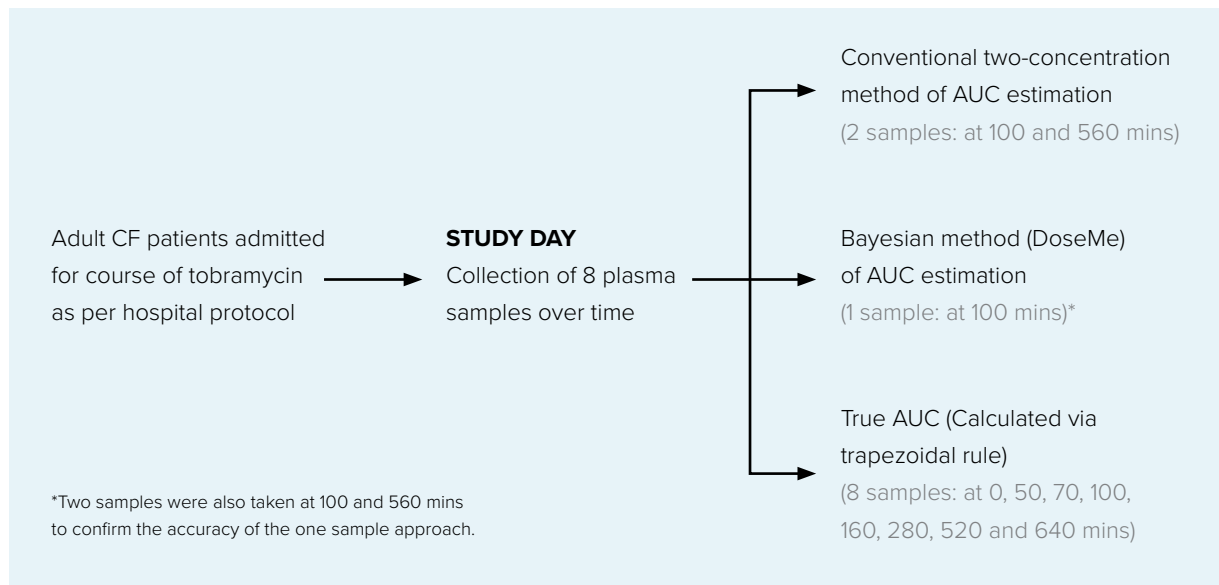 Conventional two-concentration
method of AUC estimation
(2 samples: at 100 and 560 mins)
Adult CF patients admitted
for course of tobramycin
as per hospital protocol
STUDY DAY
Collection of 8 plasma
samples over time
Bayesian method (DoseMe)
of AUC estimation
(1 sample: at 100 mins)*
True AUC (Calculated via
trapezoidal rule)
(8 samples: at 0, 50, 70, 100,
160, 280, 520 and 640 mins)
*Two samples were also taken at 100 and 560 mins
to confirm the accuracy of the one sample approach.